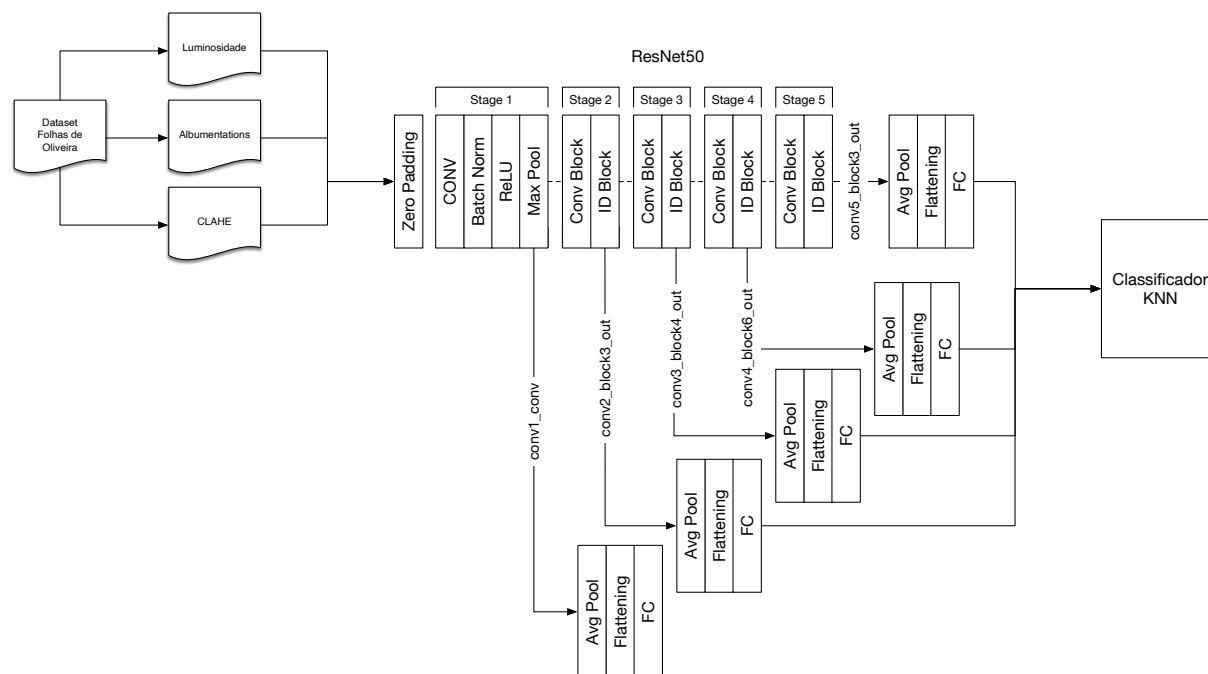 Luminosidade
Dataset
Folhas de
Oliveira
Albumentations
CLAHE
ResNet50
Stage 1
Stage 2
Stage 3
Stage 4
Stage 5
Zero Padding
CONV
Batch Norm
ReLU
Max Pool
Conv Block
ID Block
Conv Block
ID Block
Conv Block
ID Block
Conv Block
ID Block
conv5_block3_out
Avg Pool
Flattening
FC
Classificador
KNN
conv1_conv
conv2_block3_out
conv3_block4_out
conv4_block6_out
Avg Pool
Flattening
FC
Avg Pool
Flattening
FC
Avg Pool
Flattening
FC
Avg Pool
Flattening
FC